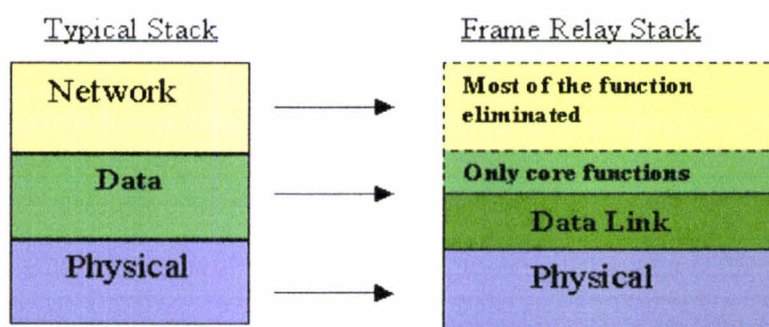 Typical Stack
Frame Relay Stack
Network
Most of the function
eliminated
Data
Only core functions
Data Link
Physical
Physical